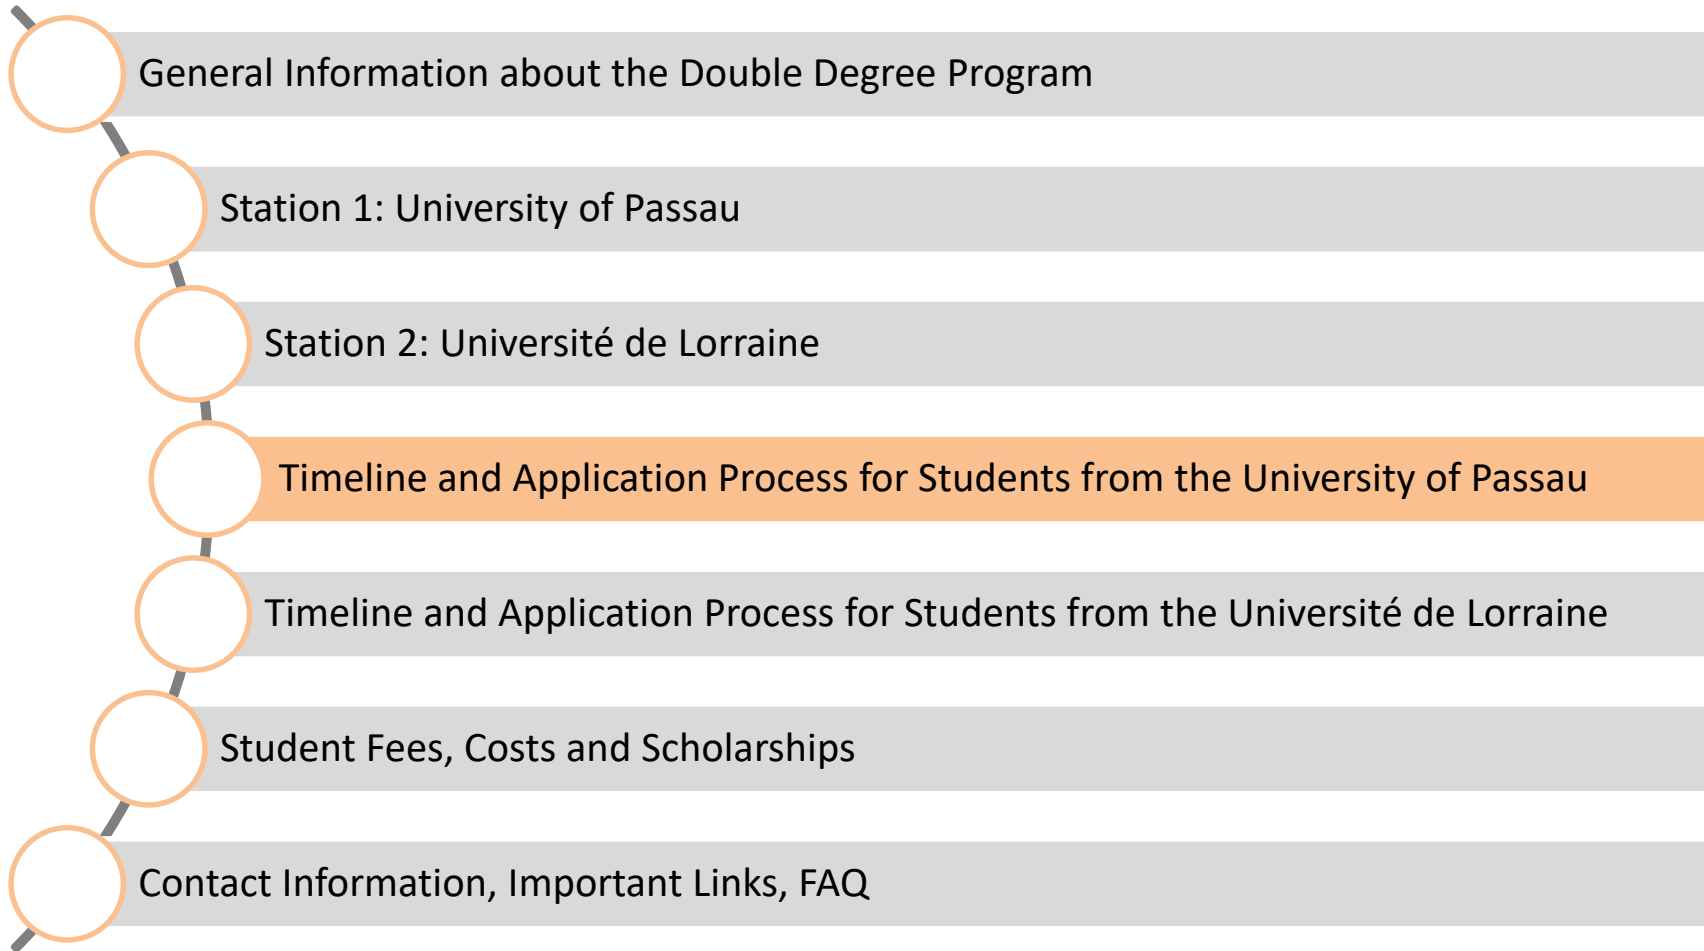 General Information about the Double Degree Program
Station 1: University of Passau
Station 2: Université de Lorraine
Timeline and Application Process for Students from the University of Passau
Timeline and Application Process for Students from the Université de Lorraine
Student Fees, Costs and Scholarships
Contact Information, Important Links, FAQ